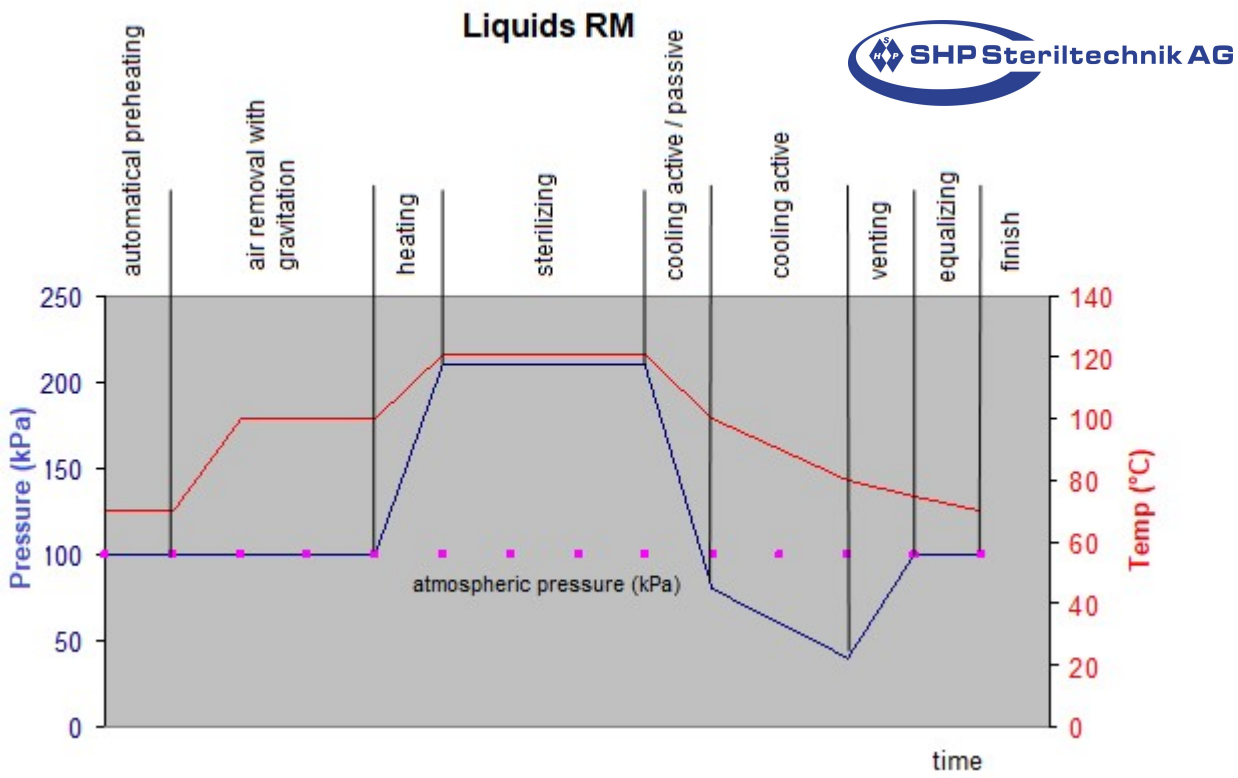 Liquids RM
S
H P
SHP Steriltechnik AG
automatical preheating
air removal with
gravitation
heating
sterilizing
cooling active / passive
cooling active
venting
equalizing
finish
250
200
150
100
50
0
Pressure (kPa)
atmospheric pressure (kPa)
140
120
100
80
60
40
20
0
Temp (°C)
time